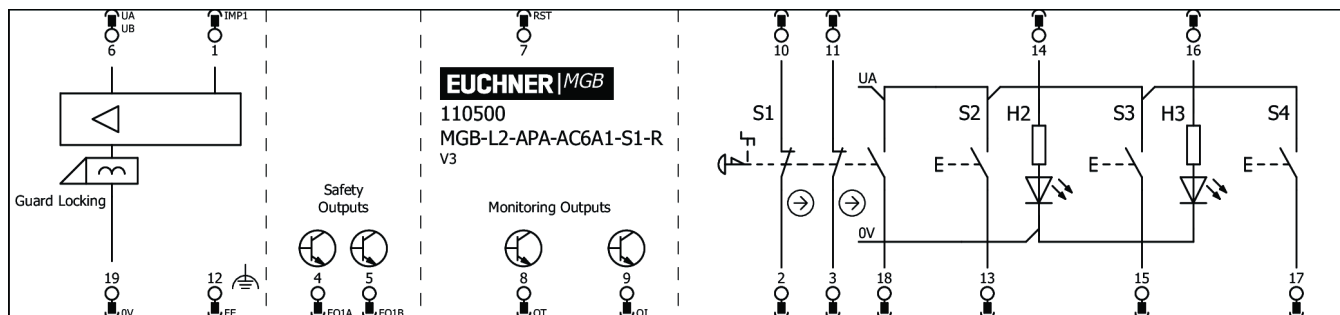 UA
UB
IMP1
RST
6
1
7
10
11
14
16
EUCHNER MGB
110500
MGB-L2-APA-AC6A1-S1-R
V3
UA
S1
S2
H2
S3
H3
S4
E
E
E
Guard Locking
Safety
Outputs
Monitoring Outputs
0V
19
12
4
5
8
9
2
3
18
13
15
17
0V
FE
FO1A
FO1B
OT
OI